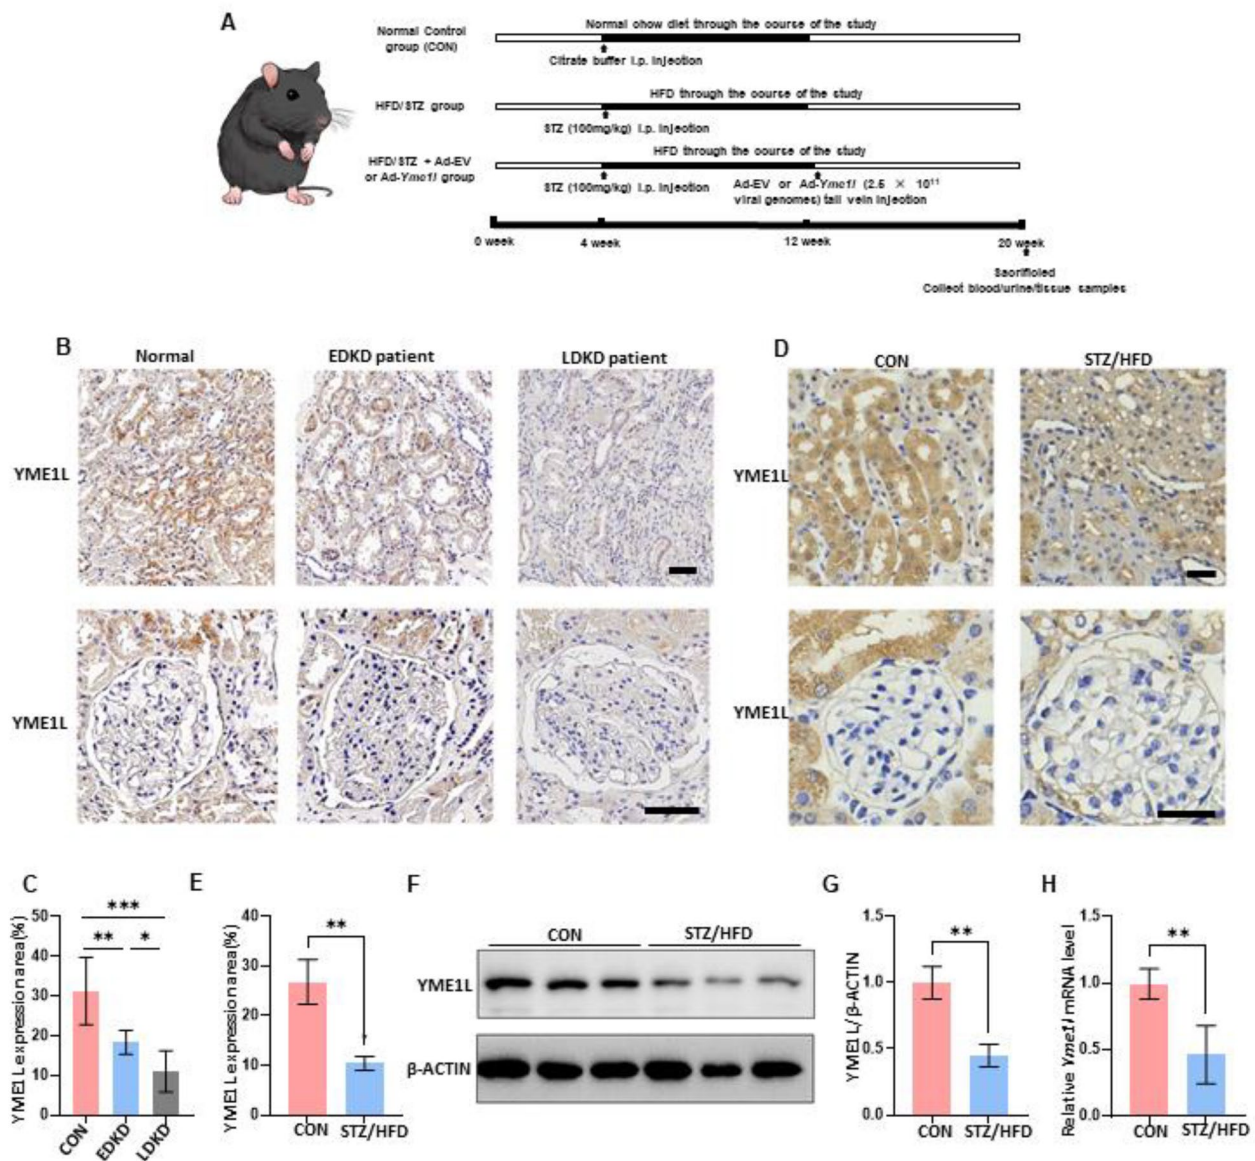 A
Normal Control
group (CON)
Normal ohow diet through the oourse of the study
Citrate buffer i.p. injection
HFD/STZ group
HFD through the oourse of the study
STZ (100mg/kg) i.p. injection
HFD/STZ + Ad-EV
or Ad-Yme1l group
HFD through the oourse of the study
STZ (100mg/kg) i.p. injection
Ad-EV or Ad-Yme1l (2.5 × 10¹¹
viral genomes) tail vein injection
0 week
4 week
12 week
20 week
Saorifioled
Collect blood/urine/tissue samples
B
Normal
EDKD patient
LDKD patient
YME1L
YME1L
D
CON
STZ/HFD
YME1L
YME1L
C
YME1L expression area(%)
50
40
30
20
10
0
***
**
*
CON
EDKD
LDKD
E
YME1L expression area(%)
40
30
20
10
0
**
CON
STZ/HFD
F
CON
STZ/HFD
YME1L
β-ACTIN
G
YME1L/β-ACTIN
1.5
1.0
0.5
0.0
**
CON
STZ/HFD
H
Relative Yme1l mRNA level
1.5
1.0
0.5
0.0
**
CON
STZ/HFD